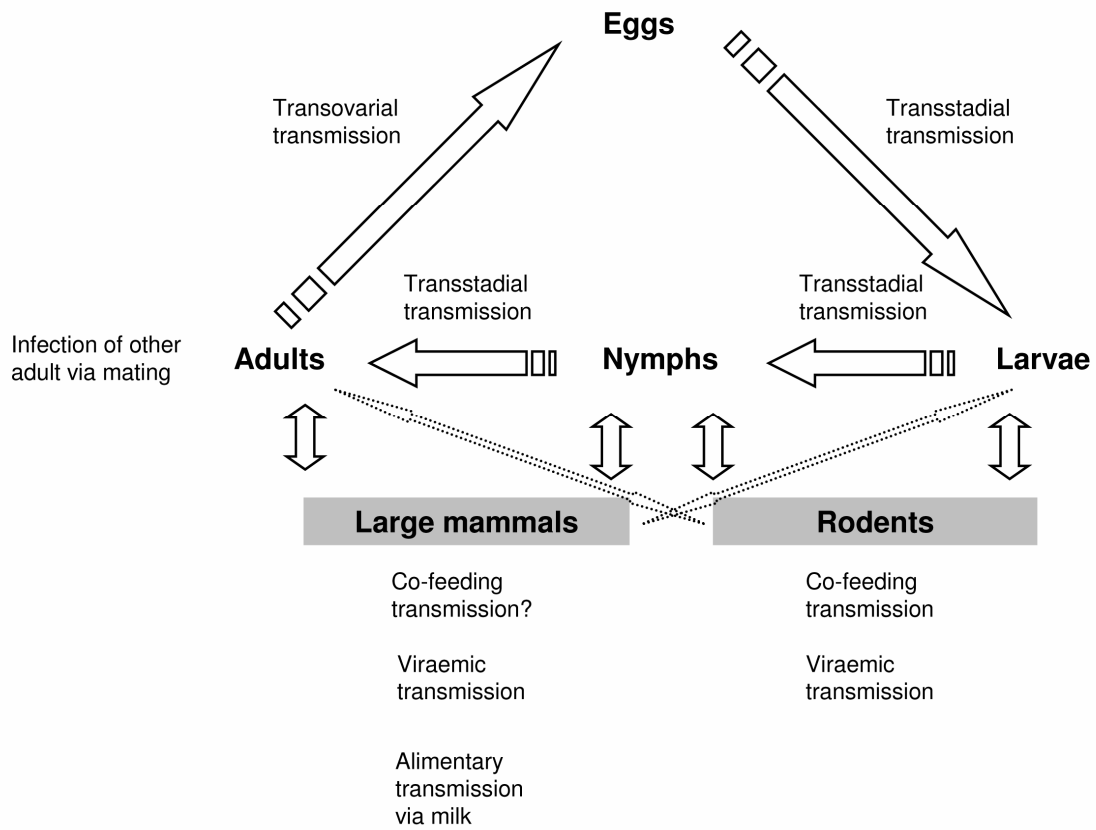 Eggs
Transovarial
transmission
Transstadial
transmission
Transstadial
transmission
Transstadial
transmission
Infection of other
adult via mating
Adults
Nymphs
Larvae
Large mammals
Rodents
Co-feeding
transmission?
Viraemic
transmission
Alimentary
transmission
via milk
Co-feeding
transmission
Viraemic
transmission